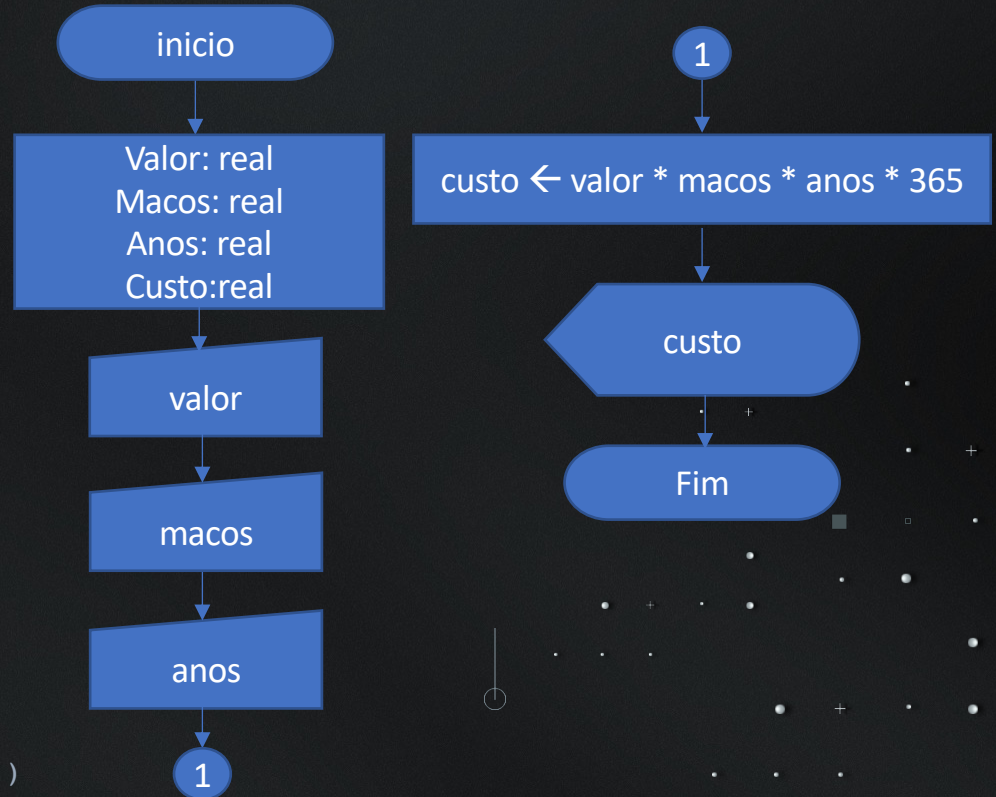 inicio
Valor: real
Macos: real
Anos: real
Custo:real
valor
macos
anos
1
)
1
custo ← valor * macos * anos * 365
custo
Fim